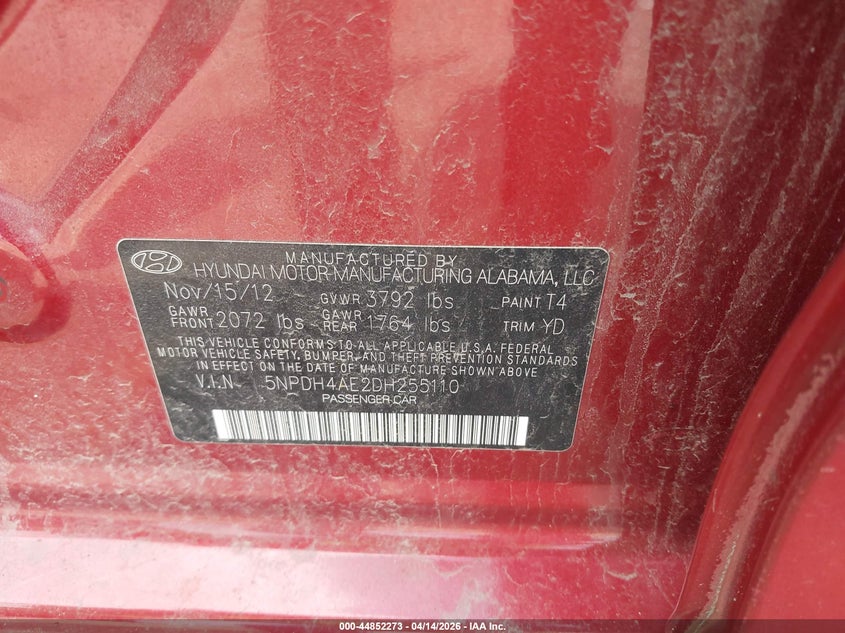 MANUFACTURED BY
HYUNDAI MOTOR MANUFACTURING ALABAMA, LLC
Nov/15/12 GVWR 3792 lbs PAINT T4
GAWR FRONT 2072 lbs GAWR REAR 1764 lbs TRIM YD
THIS VEHICLE CONFORMS TO ALL APPLICABLE U.S.A. FEDERAL
MOTOR VEHICLE SAFETY, BUMPER, AND THEFT PREVENTION STANDARDS
IN EFFECT ON THE DATE OF MANUFACTURE SHOWN ABOVE
V.I.N 5NPDH4AE2DH255110
PASSENGER CAR
000-44852273 - 04/14/2026 - IAA Inc.